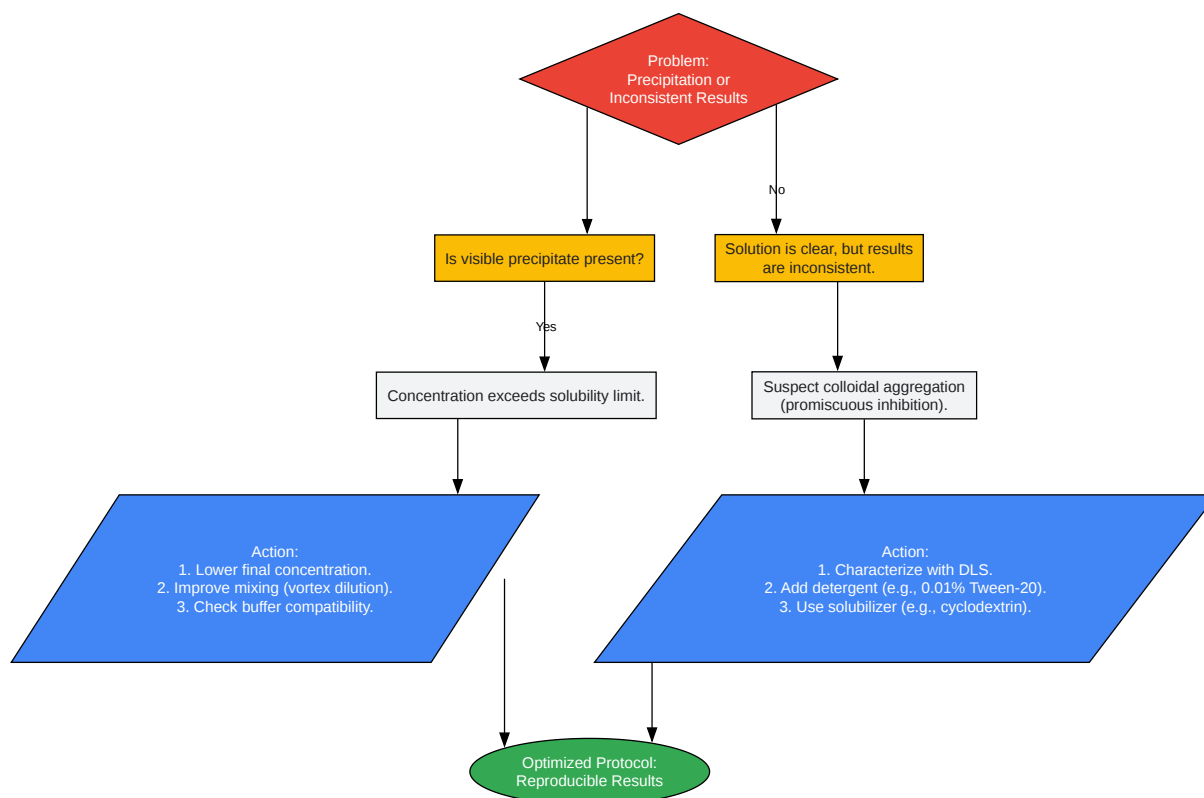 Problem:
Precipitation or
Inconsistent Results
No
Is visible precipitate present?
Solution is clear, but results
are inconsistent.
Yes
Concentration exceeds solubility limit.
Suspect colloidal aggregation
(promiscuous inhibition).
Action:
1. Lower final concentration.
2. Improve mixing (vortex dilution).
3. Check buffer compatibility.
Action:
1. Characterize with DLS.
2. Add detergent (e.g., 0.01% Tween-20).
3. Use solubilizer (e.g., cyclodextrin).
Optimized Protocol:
Reproducible Results